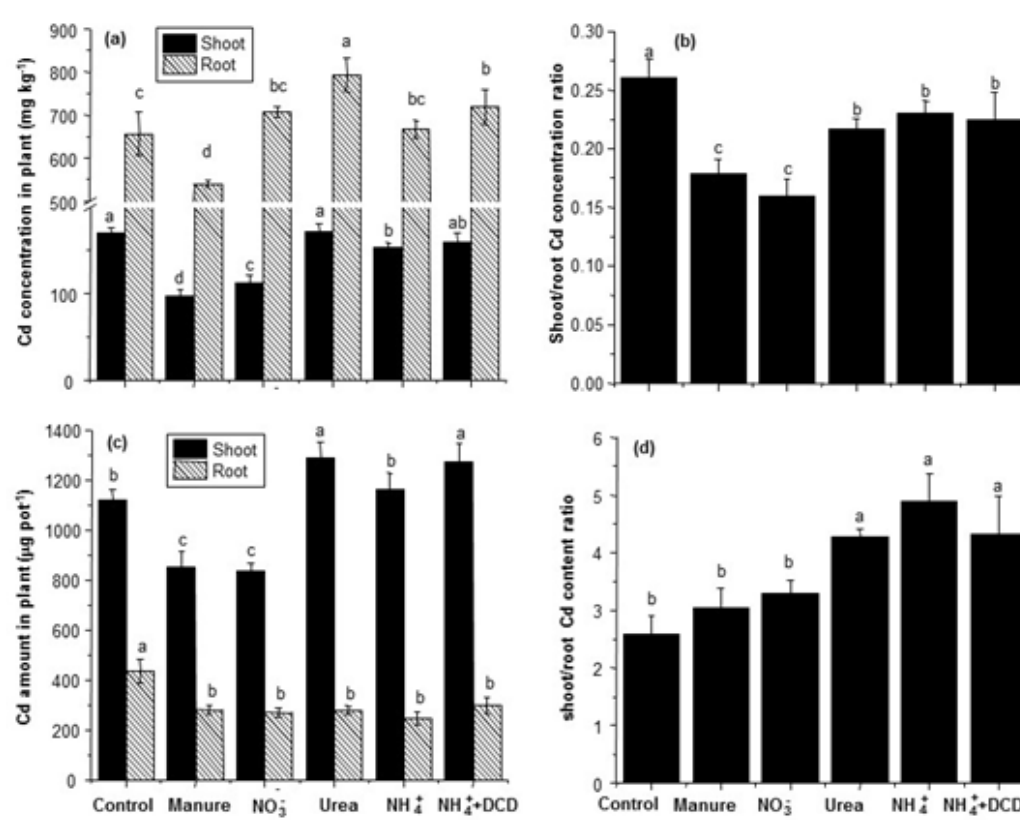 (a)
Shoot
Root
Cd concentration in plant (mg kg⁻¹)
900
800
700
600
500
500
100
0
a
c
d
d
c
bc
a
a
b
bc
ab
b
(b)
Shoot/root Cd concentration ratio
0.30
0.25
0.20
0.15
0.10
0.05
0.00
a
c
c
b
b
b
(c)
Shoot
Root
Cd amount in plant (µg pot⁻¹)
1400
1200
1000
800
600
400
200
0
b
a
c
b
c
b
a
b
b
b
a
b
Control Manure NO₃⁻ Urea NH₄⁺ NH₄⁺+DCD
(d)
shoot/root Cd content ratio
6
5
4
3
2
1
0
b
b
b
a
a
a
Control Manure NO₃⁻ Urea NH₄⁺ NH₄⁺+DCD